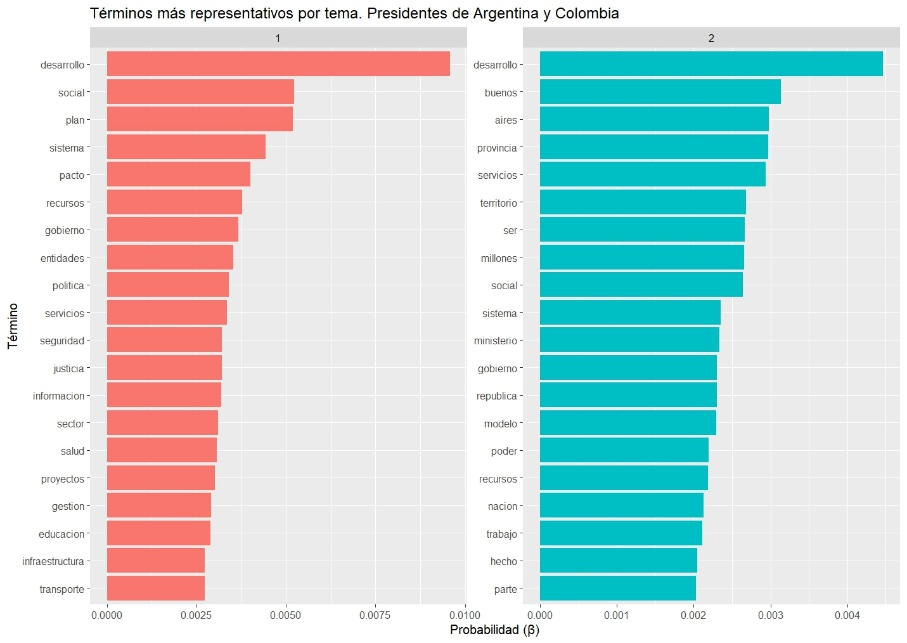 Términos más representativos por tema. Presidentes de Argentina y Colombia
1
2
Término
desarrollo
social
plan
sistema
pacto
recursos
gobierno
entidades
politica
servicios
seguridad
justicia
informacion
sector
salud
proyectos
gestion
educacion
infraestructura
transporte
0.0000 0.0025 0.0050 0.0075 0.0100
desarrollo
buenos
aires
provincia
servicios
territorio
ser
millones
social
sistema
ministerio
gobierno
republica
modelo
poder
recursos
nacion
trabajo
hecho
parte
0.000 0.001 0.002 0.003 0.004
Probabilidad (β)